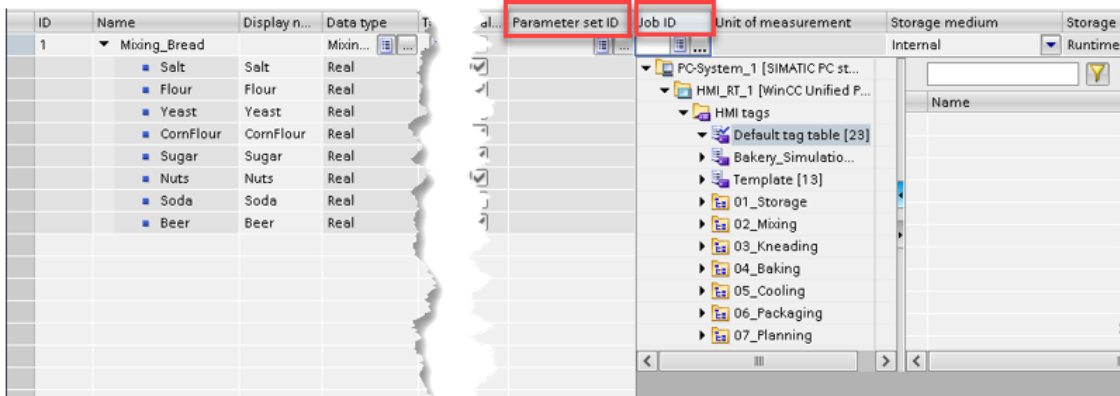 ID Name Display n... Data type al... Parameter set ID Job ID Unit of measurement Storage medium Storage
1 Mixing_Bread Mixin... ... ... ... Internal Runtime
Salt Salt Real PC-System_1 [SIMATIC PC st...
Flour Flour Real HMI_RT_1 [WinCC Unified P...
Name
Yeast Yeast Real HMI tags
CornFlour CornFlour Real Default tag table [23]
Sugar Sugar Real Bakery_Simulatio...
Nuts Nuts Real Template [13]
Soda Soda Real 01_Storage
Beer Beer Real 02_Mixing
03_Kneading
04_Baking
05_Cooling
06_Packaging
07_Planning